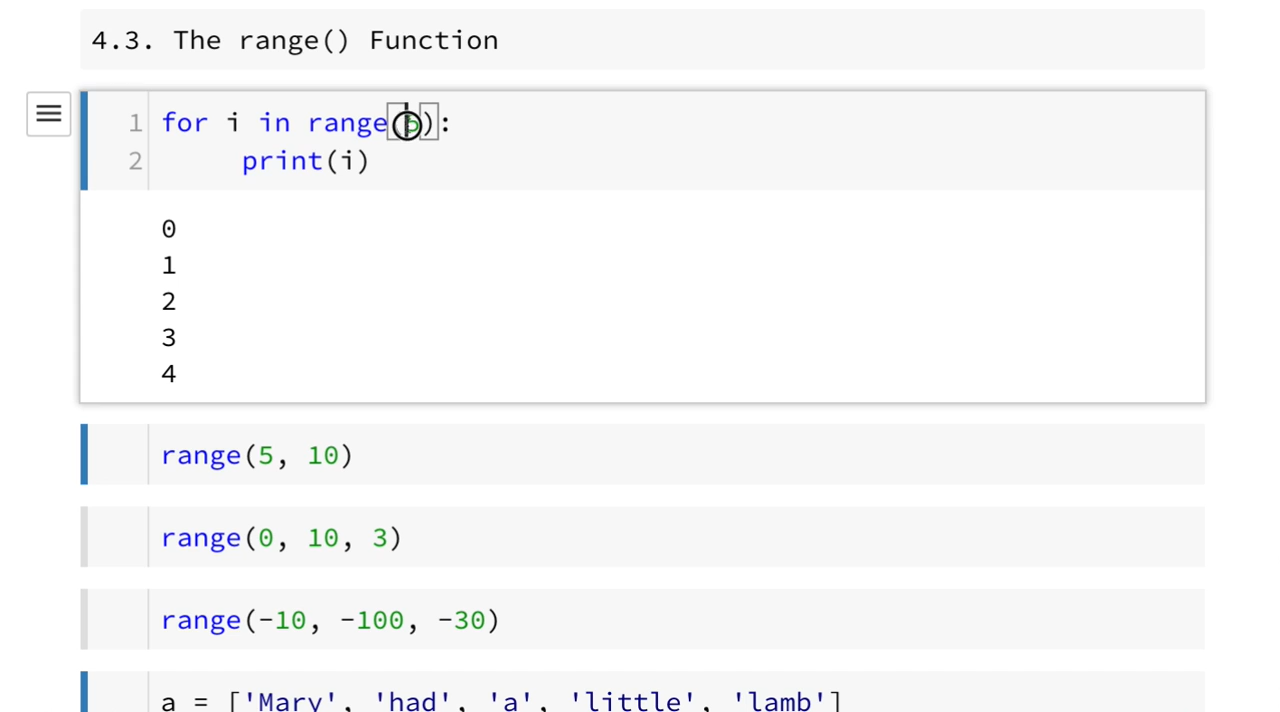 4.3. The range() Function
1 for i in range(5):
2 print(i)
0
1
2
3
4
range(5, 10)
range(0, 10, 3)
range(-10, -100, -30)
a = ['Mary', 'had', 'a', 'little', 'lamb']